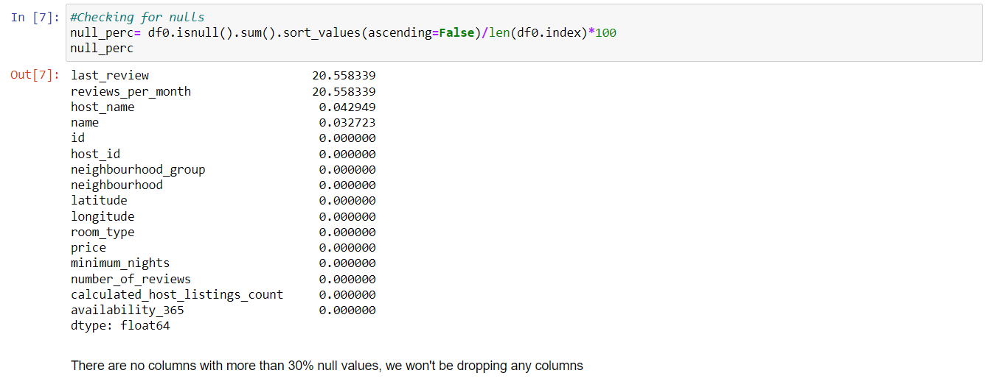 In [7]: #Checking for nulls
null_perc= df0.isnull().sum().sort_values(ascending=False)/len(df0.index)*100
null_perc
Out[7]: last_review 20.558339
reviews_per_month 20.558339
host_name 0.042949
name 0.032723
id 0.000000
host_id 0.000000
neighbourhood_group 0.000000
neighbourhood 0.000000
latitude 0.000000
longitude 0.000000
room_type 0.000000
price 0.000000
minimum_nights 0.000000
number_of_reviews 0.000000
calculated_host_listings_count 0.000000
availability_365 0.000000
dtype: float64
There are no columns with more than 30% null values, we won't be dropping any columns